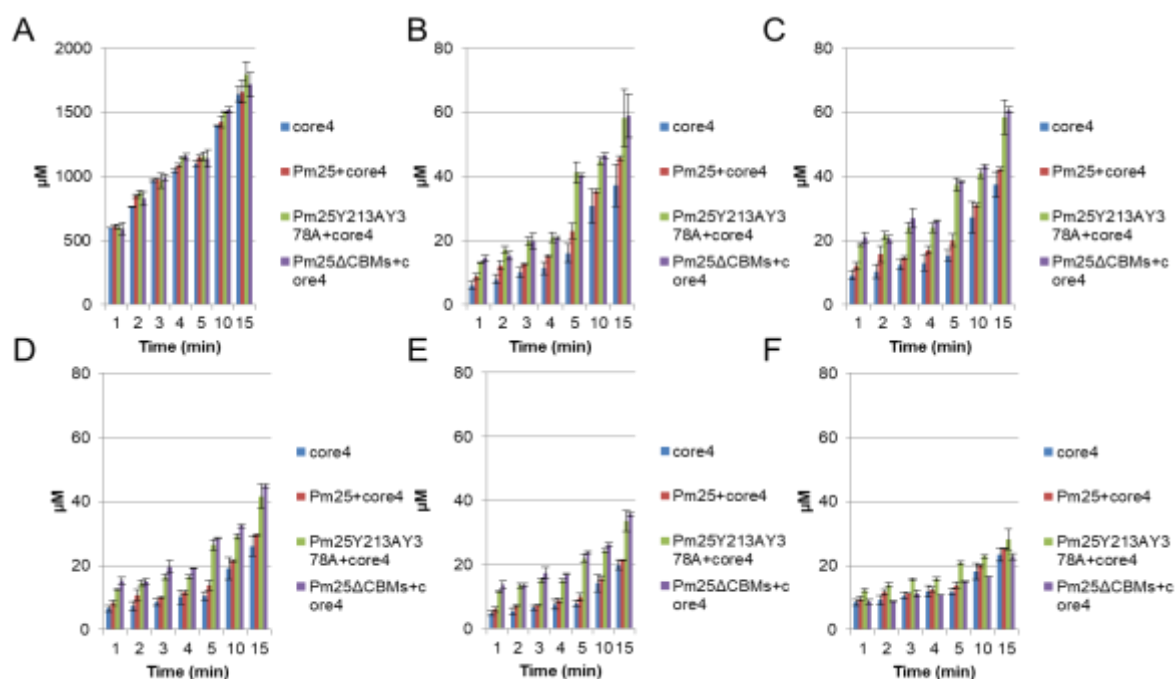 A
2000
1500
1000
500
0
µM
1 2 3 4 5 10 15
Time (min)
core4
Pm25+core4
Pm25Y213AY3
78A+core4
Pm25ΔCBMs+c
ore4
B
80
60
40
20
0
µM
1 2 3 4 5 10 15
Time (min)
core4
Pm25+core4
Pm25Y213AY3
78A+core4
Pm25ΔCBMs+c
ore4
C
80
60
40
20
0
µM
1 2 3 4 5 10 15
Time (min)
core4
Pm25+core4
Pm25Y213AY3
78A+core4
Pm25ΔCBMs+c
ore4
D
80
60
40
20
0
µM
1 2 3 4 5 10 15
Time (min)
core4
Pm25+core4
Pm25Y213AY3
78A+core4
Pm25ΔCBMs+c
ore4
E
80
60
40
20
0
µM
1 2 3 4 5 10 15
Time (min)
core4
Pm25+core4
Pm25Y213AY3
78A+core4
Pm25ΔCBMs+c
ore4
F
80
60
40
20
0
µM
1 2 3 4 5 10 15
Time (min)
core4
Pm25+core4
Pm25Y213AY3
78A+core4
Pm25ΔCBMs+c
ore4